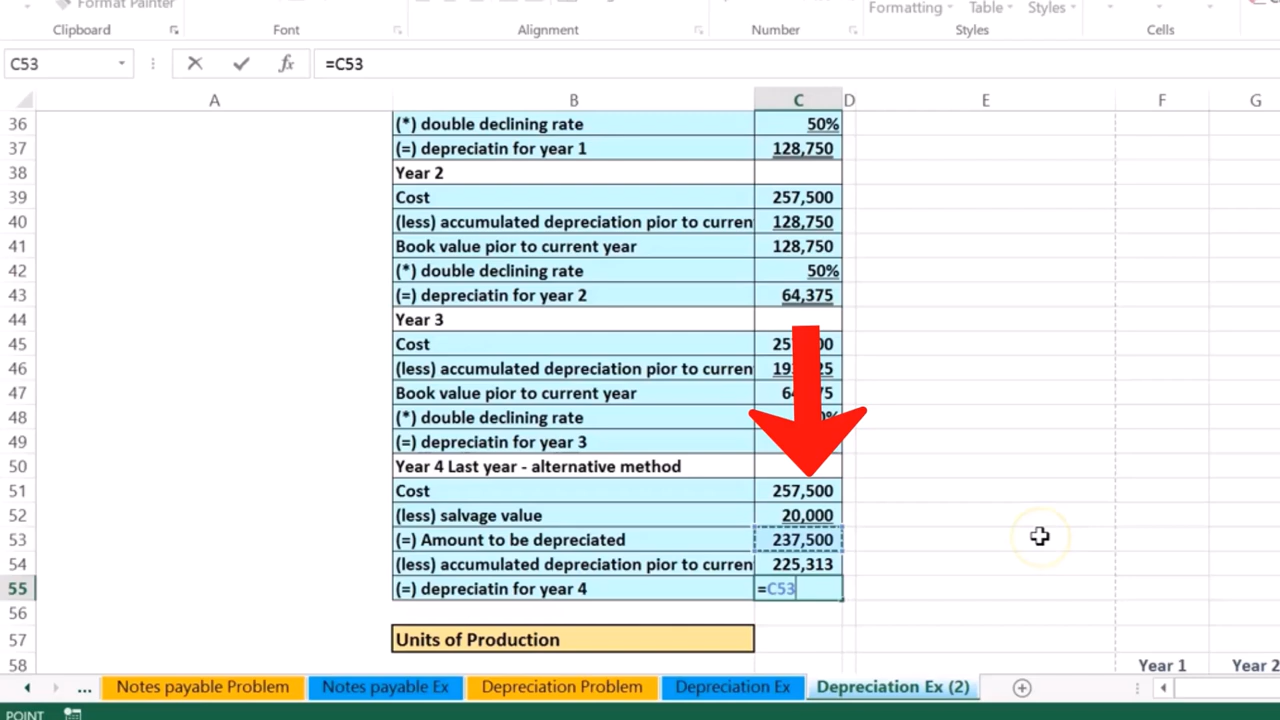 Format Painter
Formatting Table Styles
Clipboard Font Alignment Number Styles Cells
C53 fx =C53
A B C D E F G
36 (*) double declining rate 50%
37 (=) depreciatin for year 1 128,750
38 Year 2
39 Cost 257,500
40 (less) accumulated depreciation pior to curren 128,750
41 Book value pior to current year 128,750
42 (*) double declining rate 50%
43 (=) depreciatin for year 2 64,375
44 Year 3
45 Cost
46 (less) accumulated depreciation pior to curren
47 Book value pior to current year
48 (*) double declining rate
49 (=) depreciatin for year 3
50 Year 4 Last year - alternative method
51 Cost 257,500
52 (less) salvage value 20,000
53 (=) Amount to be depreciated 237,500
54 (less) accumulated depreciation pior to curren 225,313
55 (=) depreciatin for year 4 =C53
56
57 Units of Production
58 Year 1 Year 2
... Notes payable Problem Notes payable Ex Depreciation Problem Depreciation Ex Depreciation Ex (2)
POINT